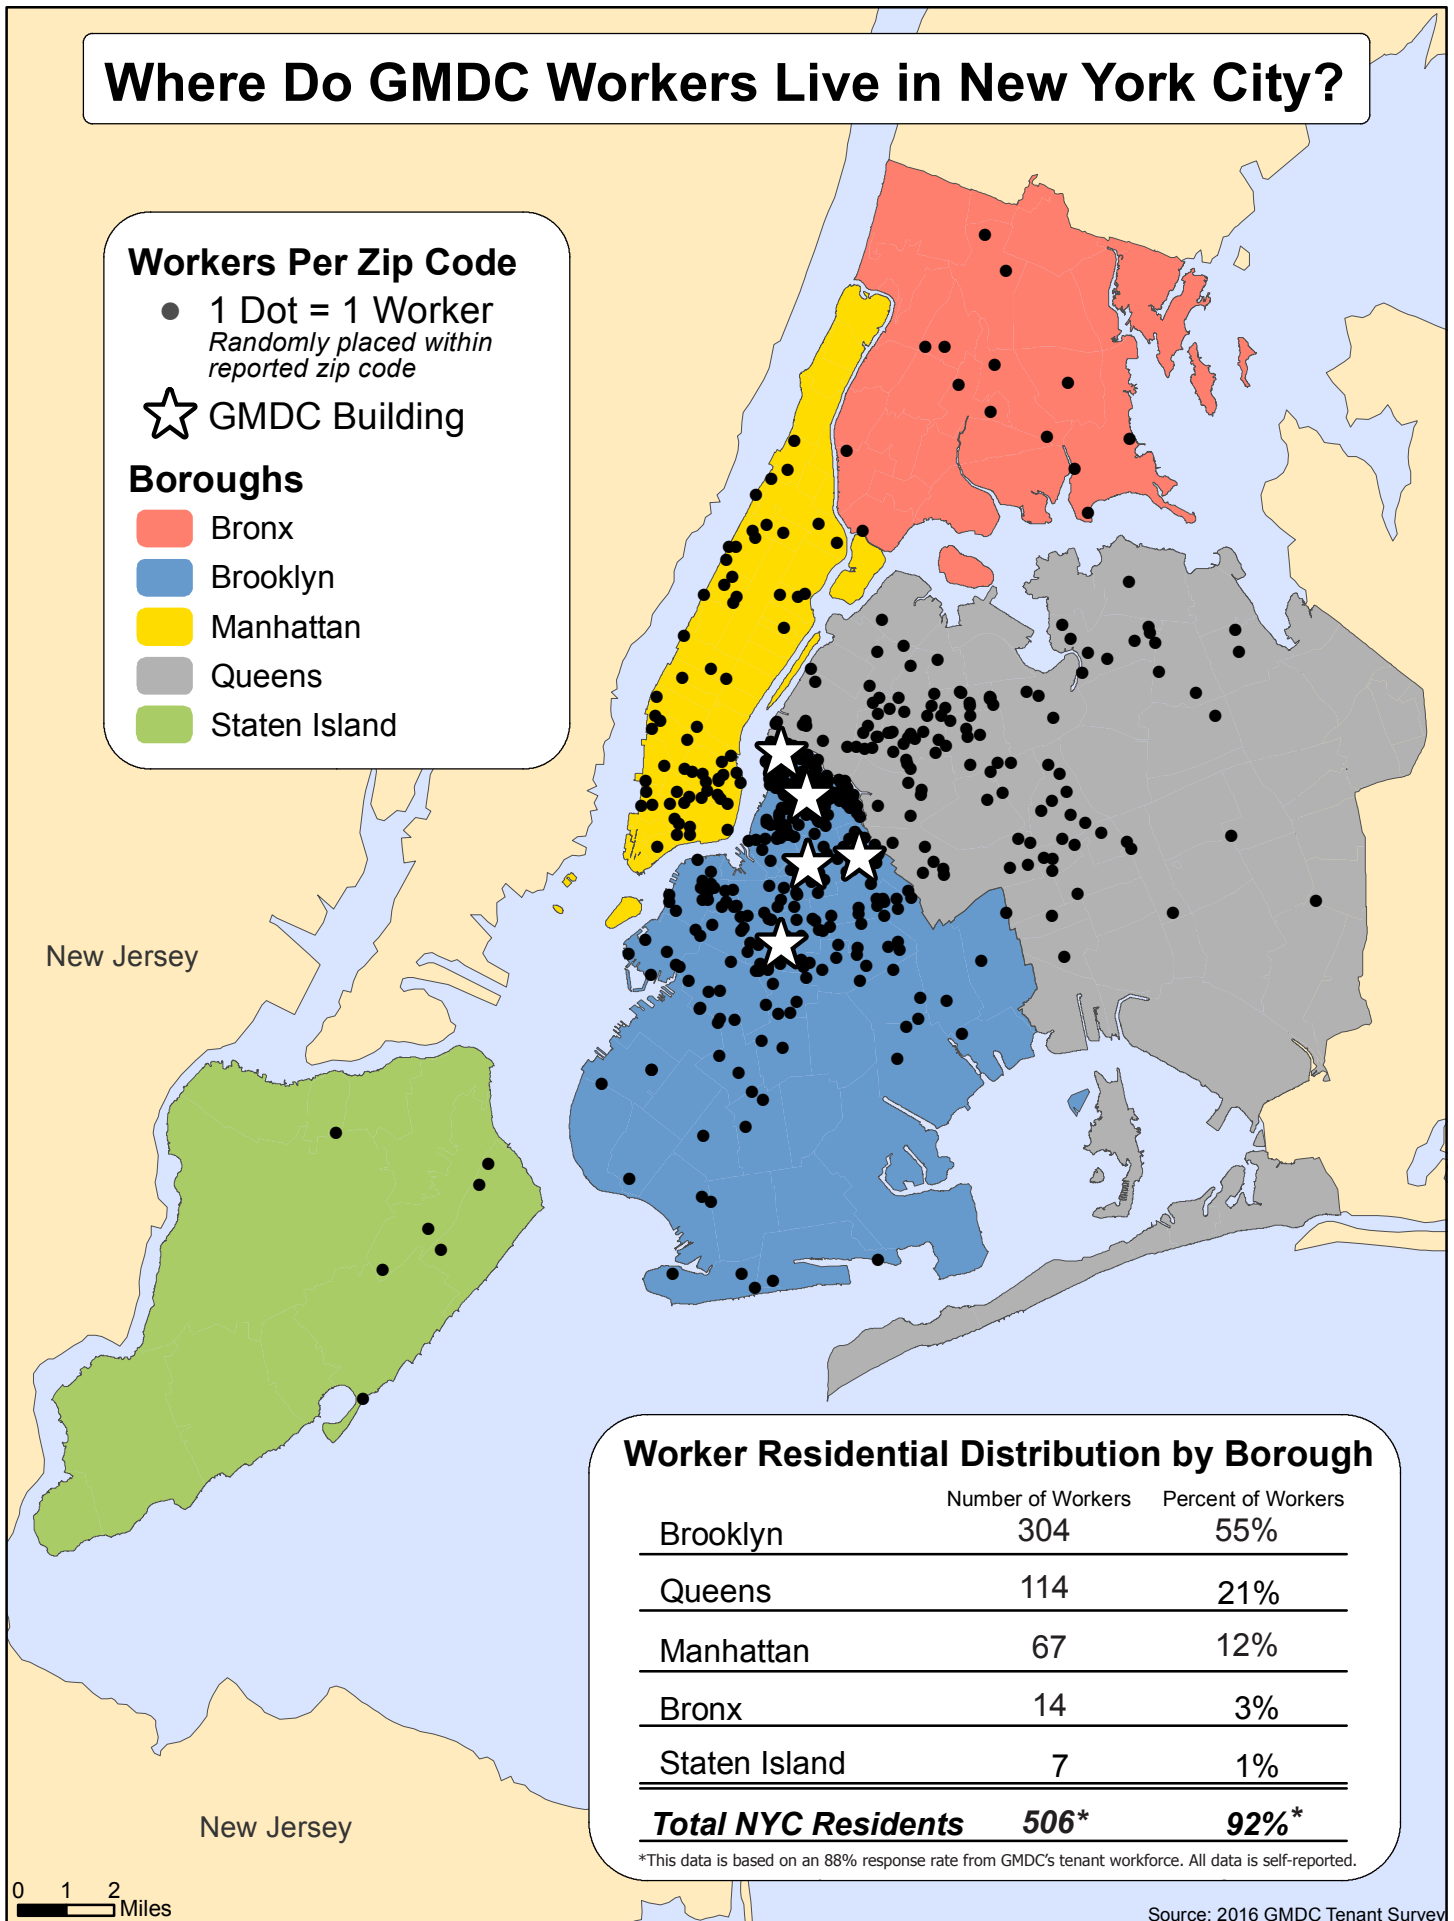 Where Do GMDC Workers Live in New York City?
Workers Per Zip Code
1 Dot = 1 Worker
Randomly placed within
reported zip code
GMDC Building
Boroughs
Bronx
Brooklyn
Manhattan
Queens
Staten Island
New Jersey
New Jersey
Worker Residential Distribution by Borough
Number of Workers Percent of Workers
Brooklyn 304 55%
Queens 114 21%
Manhattan 67 12%
Bronx 14 3%
Staten Island 7 1%
Total NYC Residents 506* 92%*
*This data is based on an 88% response rate from GMDC's tenant workforce. All data is self-reported.
0 1 2
Miles
Source: 2016 GMDC Tenant Survey